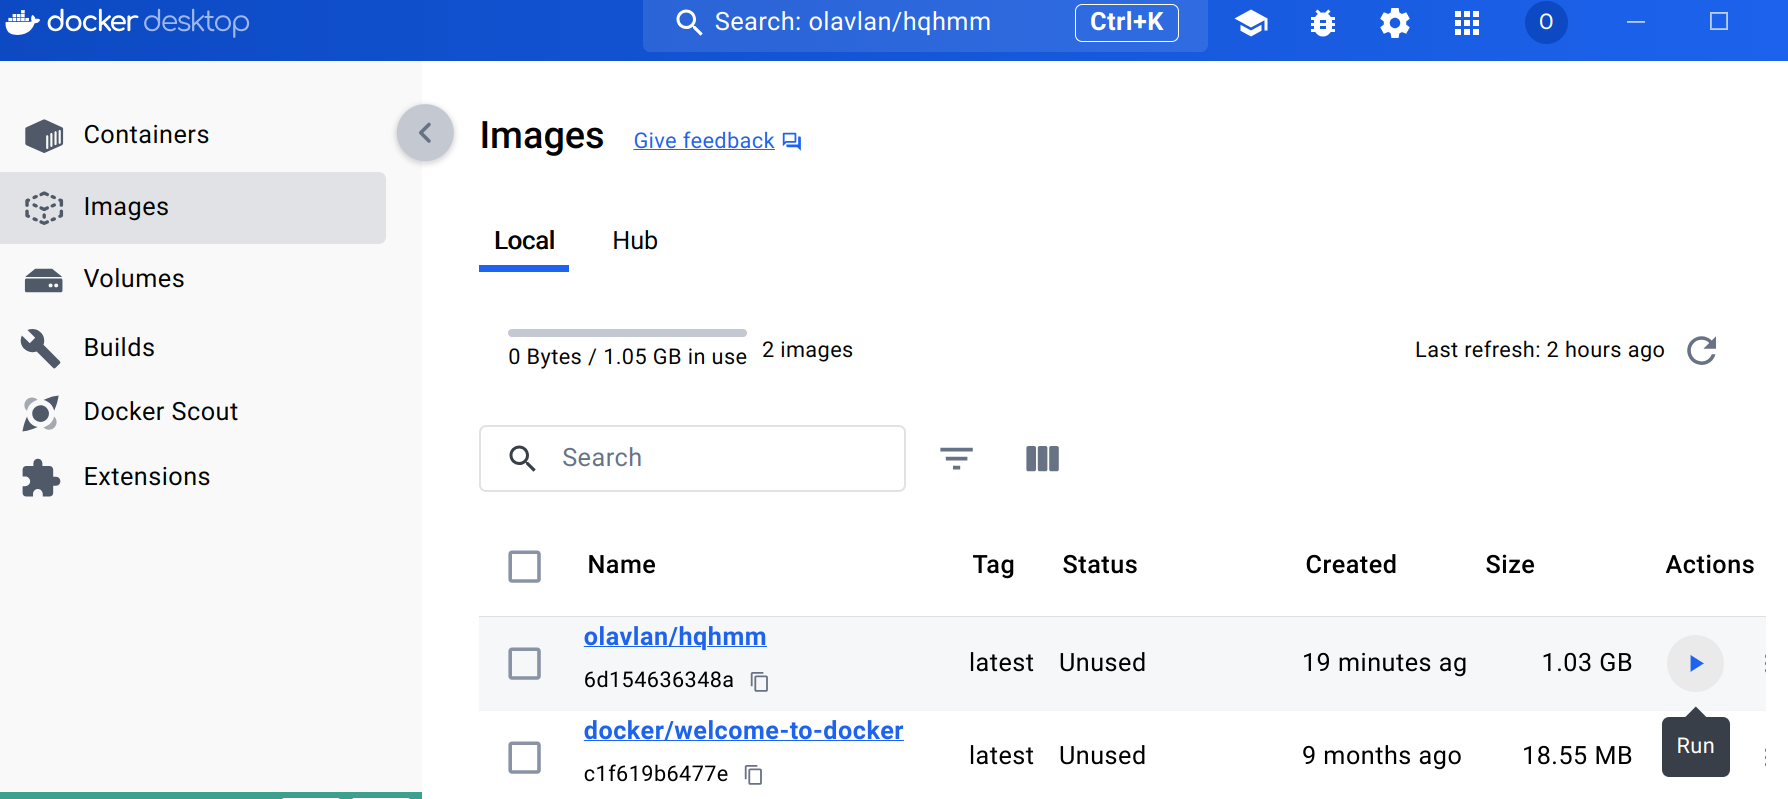 docker desktop
Search: olavlan/hqhmm
Ctrl+K
O
Containers
Images
Volumes
Builds
Docker Scout
Extensions
Images
Give feedback
Local
Hub
0 Bytes / 1.05 GB in use
2 images
Last refresh: 2 hours ago
Search
Name Tag Status Created Size Actions
olavlan/hqhmm
6d154636348a
latest Unused 19 minutes ag 1.03 GB
docker/welcome-to-docker
c1f619b6477e
latest Unused 9 months ago 18.55 MB
Run